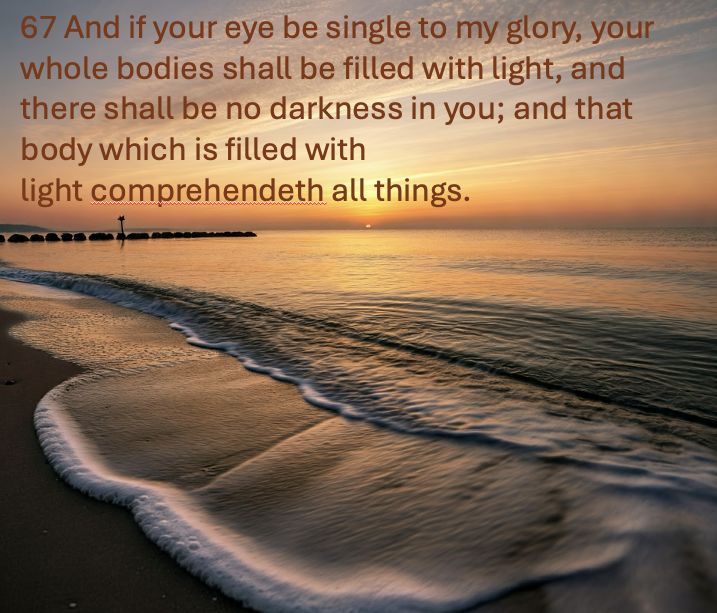 67 And if your eye be single to my glory, your
whole bodies shall be filled with light, and
there shall be no darkness in you; and that
body which is filled with
light comprehendeth all things.